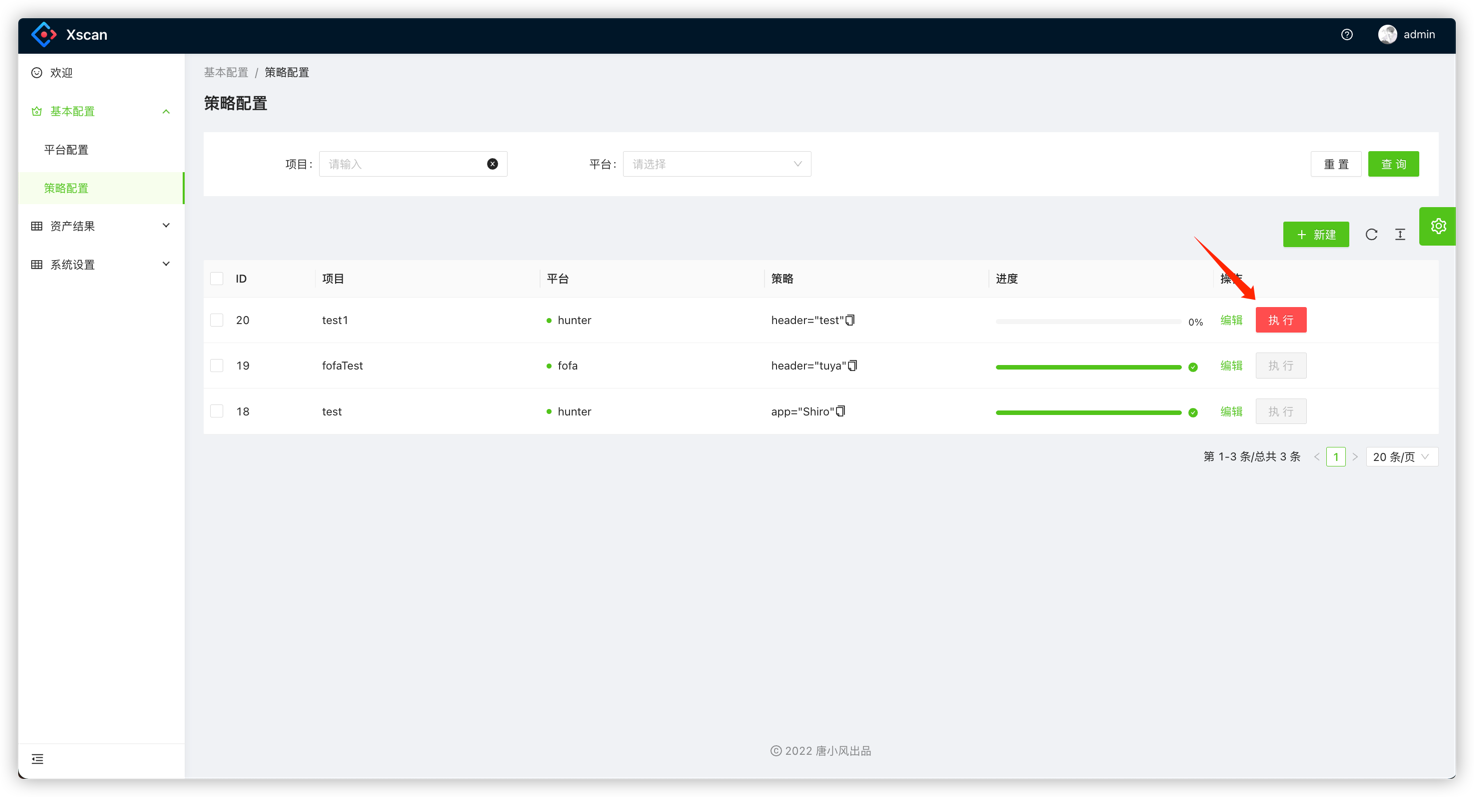 Xscan
admin
欢迎
基本配置
平台配置
策略配置
资产结果
系统设置
基本配置 / 策略配置
策略配置
项目: 请输入 平台: 请选择 重 置 查 询
+ 新建
ID 项目 平台 策略 进度 操作
20 test1 hunter header="test" 0% 编辑 执 行
19 fofaTest fofa header="tuya" 编辑 执 行
18 test hunter app="Shiro" 编辑 执 行
第 1-3 条/总共 3 条 < 1 > 20 条/页
© 2022 唐小风出品